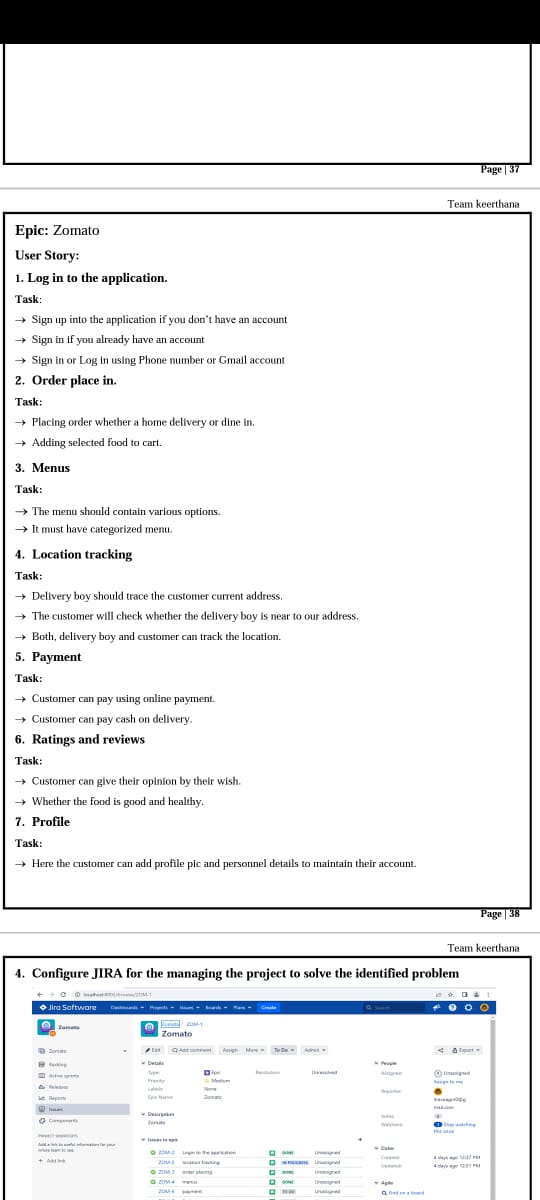 Page | 37
Team keerthana
Epic: Zomato
User Story:
1. Log in to the application.
Task:
→ Sign up into the application if you don't have an account
→ Sign in if you already have an account
→ Sign in or Log in using Phone number or Gmail account
2. Order place in.
Task:
→ Placing order whether a home delivery or dine in.
→ Adding selected food to cart.
3. Menus
Task:
→ The menu should contain various options.
→ It must have categorized menu.
4. Location tracking
Task:
→ Delivery boy should trace the customer current address.
→ The customer will check whether the delivery boy is near to our address.
→ Both, delivery boy and customer can track the location.
5. Payment
Task:
→ Customer can pay using online payment.
→ Customer can pay cash on delivery.
6. Ratings and reviews
Task:
→ Customer can give their opinion by their wish.
→ Whether the food is good and healthy.
7. Profile
Task:
→ Here the customer can add profile pic and personnel details to maintain their account.
Page | 38
Team keerthana
4. Configure JIRA for the managing the project to solve the identified problem
Jira Software Dashboards Projects Issues Boards Plans Create Search
Zomato
Zomato / ZOM-1
Zomato
Edit Add comment Assign More To Do Admin Export
Zomato
Backlog
Active sprints
Releases
Reports
Issues
Components
PROJECT SHORTCUTS
Add a link to useful information for your
whole team to see.
+ Add link
Details
Type: Epic Resolution: Unresolved
Priority: Medium
Labels: None
Epic Name: Zomato
Description
Zomato
Issues in epic
ZOM-2 Login to the application DONE Unassigned
ZOM-5 location tracking IN PROGRESS Unassigned
ZOM-3 order placing DONE Unassigned
ZOM-4 menus DONE Unassigned
ZOM-6 payment TO DO Unassigned
People
Assignee: Unassigned
Assign to me
Reporter:
mail.com
Votes: 0
Watchers: 1 Stop watching
this issue
Dates
Created: 4 days ago 12:37 PM
Updated: 4 days ago 12:51 PM
Agile
Find on a board